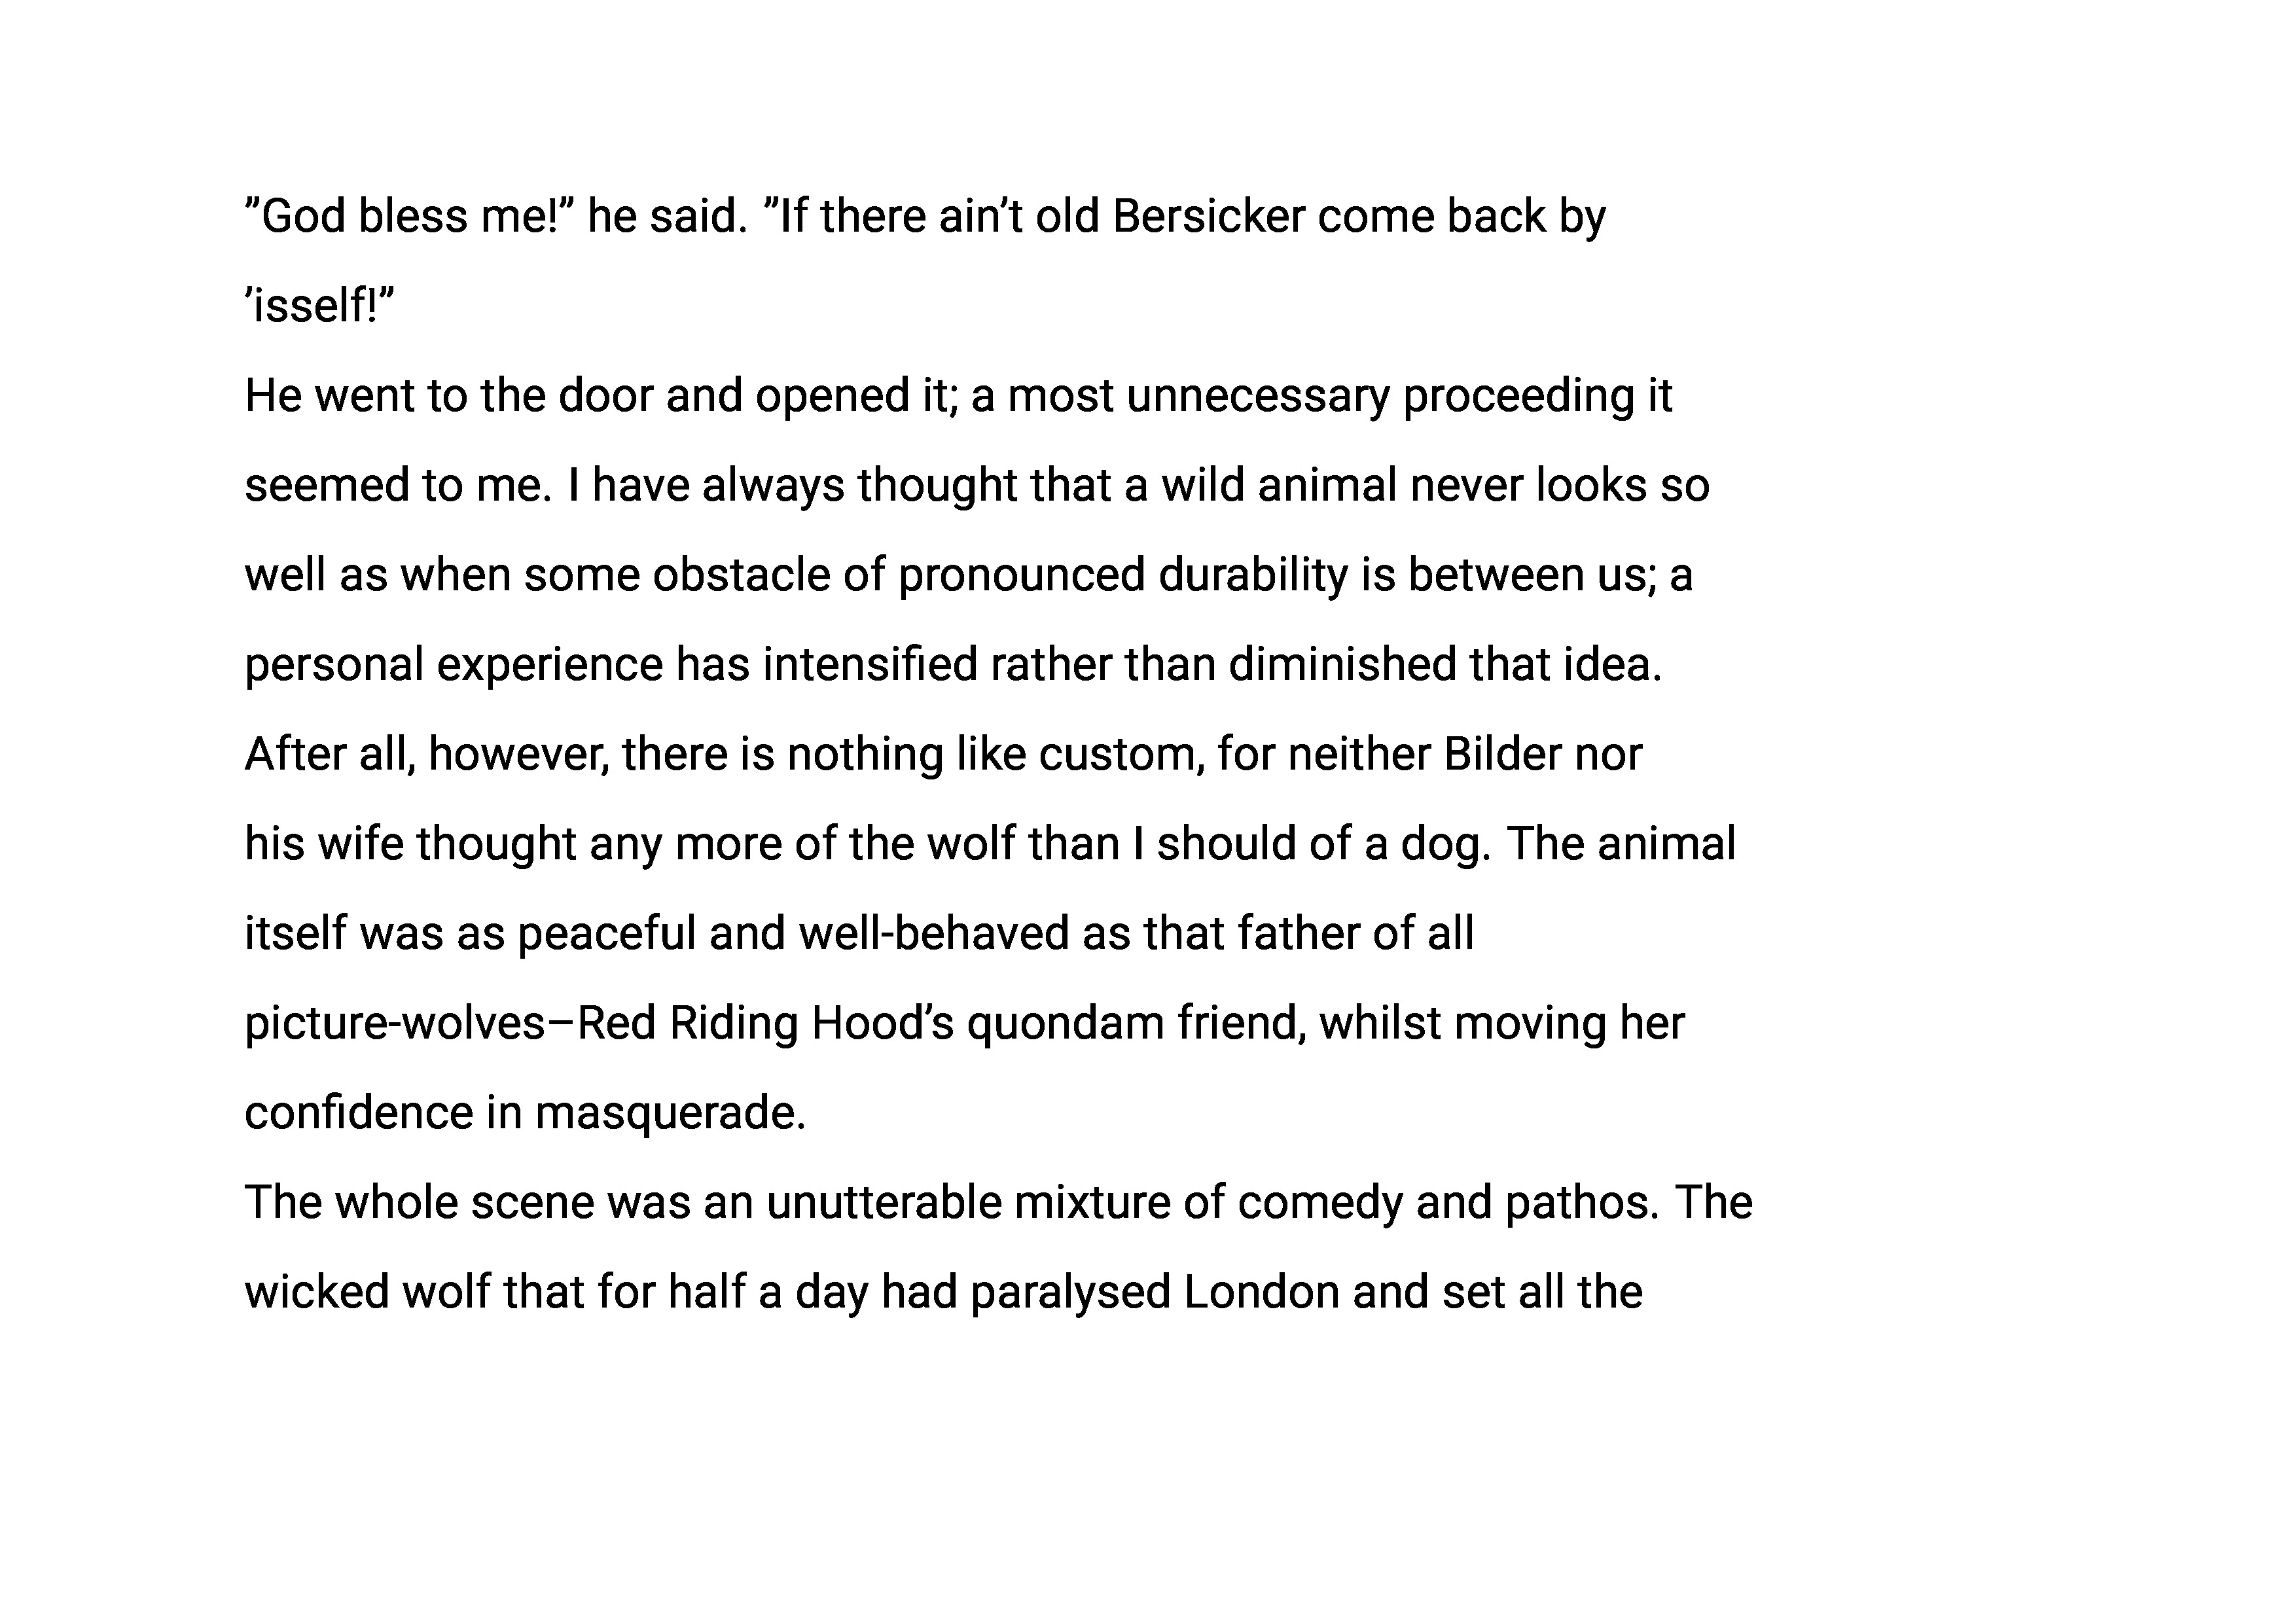 ”God bless me!” he said. ”If there ain’t old Bersicker come back by
’isself!”
He went to the door and opened it; a most unnecessary proceeding it
seemed to me. I have always thought that a wild animal never looks so
well as when some obstacle of pronounced durability is between us; a
personal experience has intensified rather than diminished that idea.
After all, however, there is nothing like custom, for neither Bilder nor
his wife thought any more of the wolf than I should of a dog. The animal
itself was as peaceful and well-behaved as that father of all
picture-wolves–Red Riding Hood’s quondam friend, whilst moving her
confidence in masquerade.
The whole scene was an unutterable mixture of comedy and pathos. The
wicked wolf that for half a day had paralysed London and set all the